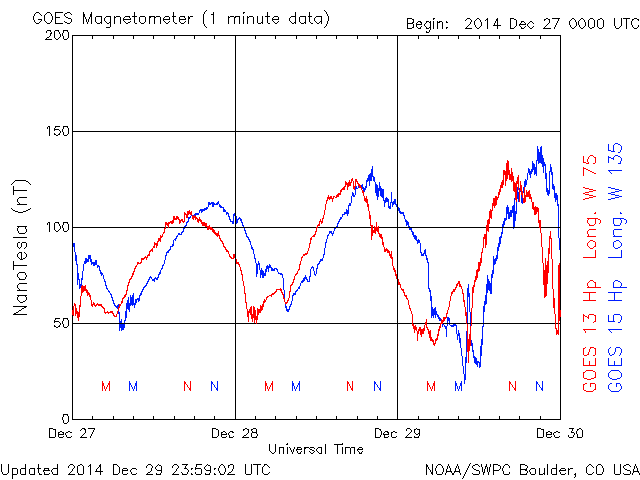 GOES Magnetometer (1 minute data)
Begin: 2014 Dec 27 0000 UTC
200
150
100
50
0
NanoTesla (nT)
M M N N M M N N M M N N
Dec 27 Dec 28 Dec 29 Dec 30
Universal Time
GOES 13 Hp Long. W 75
GOES 15 Hp Long. W 135
Updated 2014 Dec 29 23:59:02 UTC
NOAA/SWPC Boulder, CO USA